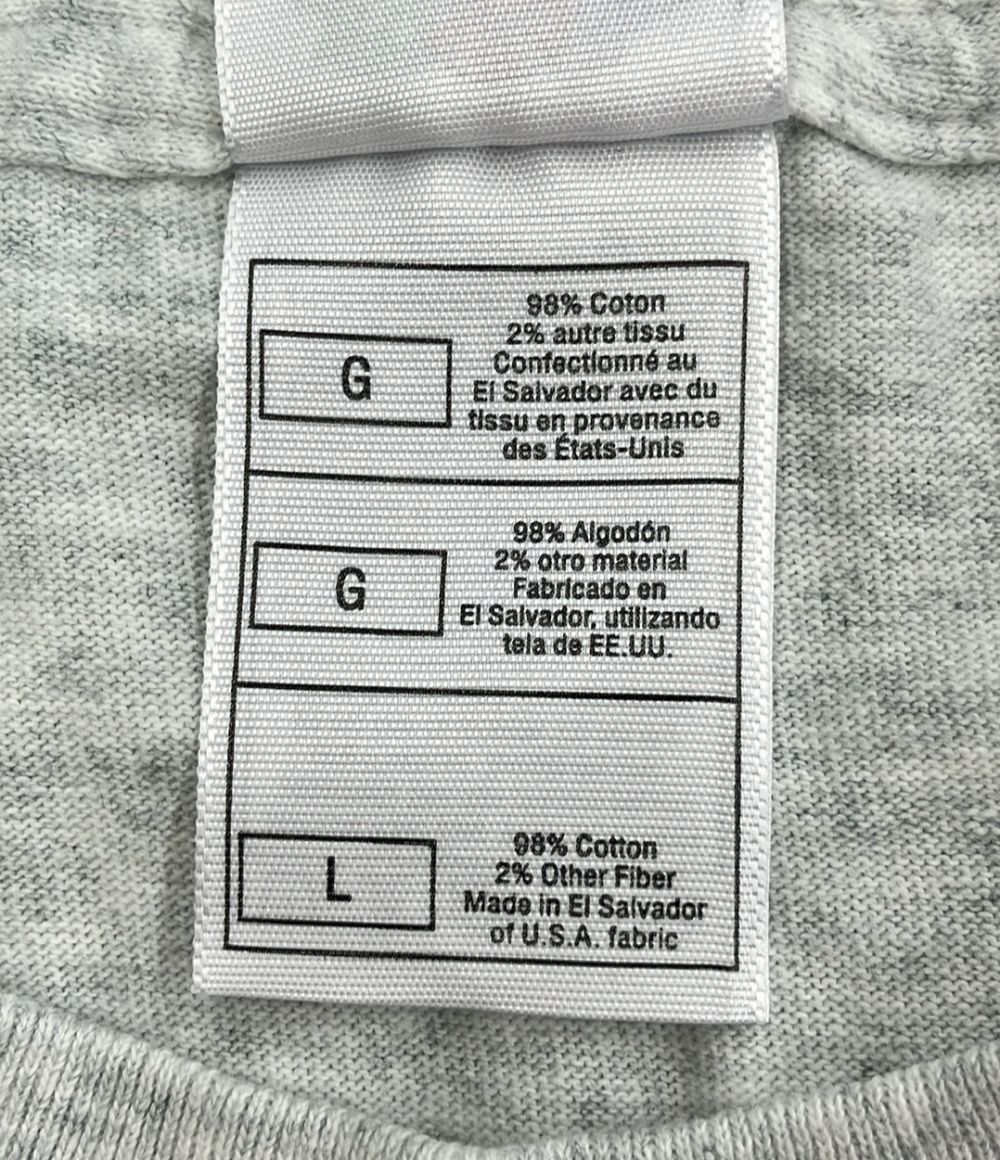 G
98% Coton
2% autre tissu
Confectionné au
El Salvador avec du
tissu en provenance
des États-Unis
G
98% Algodón
2% otro material
Fabricado en
El Salvador, utilizando
tela de EE.UU.
L
98% Cotton
2% Other Fiber
Made in El Salvador
of U.S.A. fabric